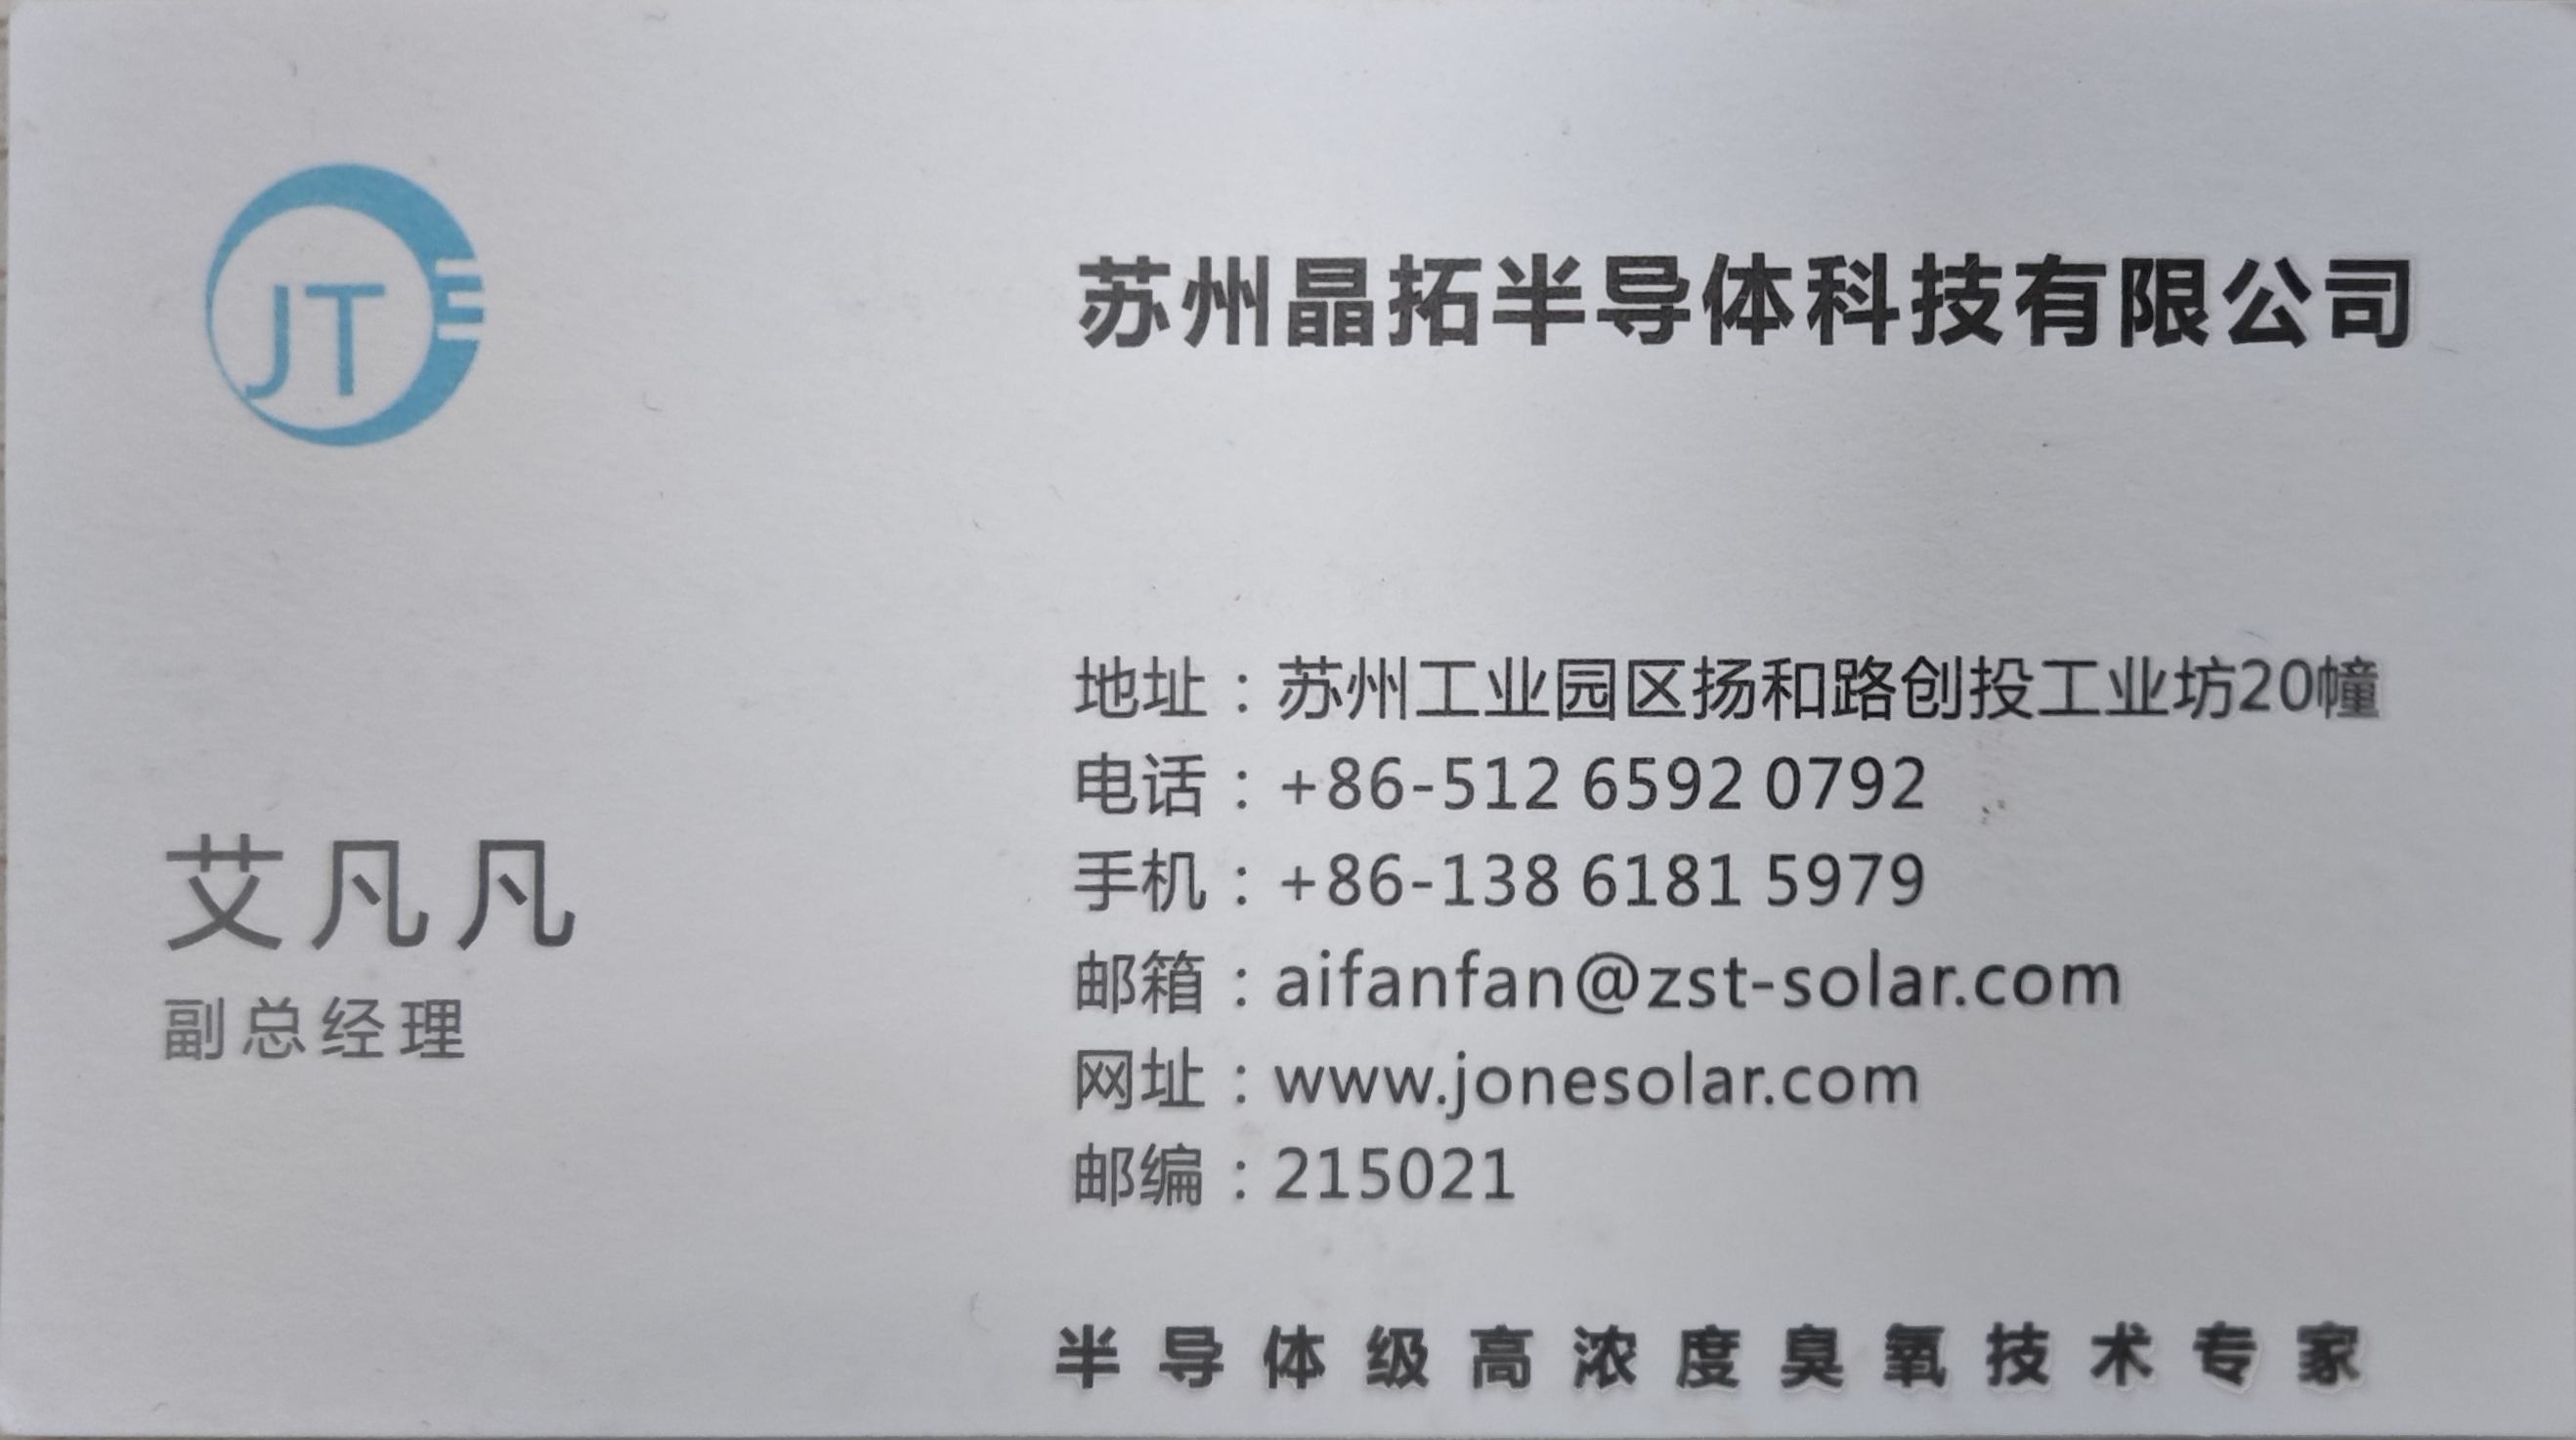 JT
苏州晶拓半导体科技有限公司
艾凡凡
副总经理
地址：苏州工业园区扬和路创投工业坊20幢
电话：+86-512 6592 0792
手机：+86-138 6181 5979
邮箱：aifanfan@zst-solar.com
网址：www.jonesolar.com
邮编：215021
半导体级高浓度臭氧技术专家